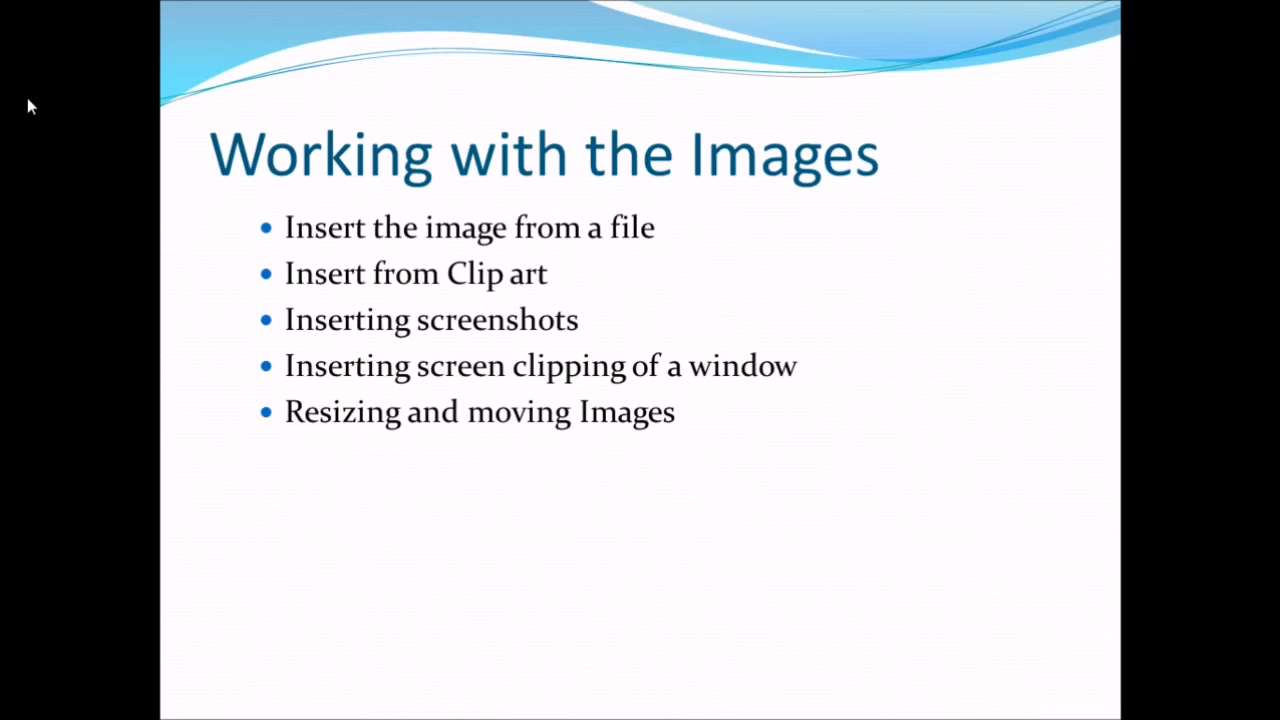 Working with the Images
Insert the image from a file
Insert from Clip art
Inserting screenshots
Inserting screen clipping of a window
Resizing and moving Images